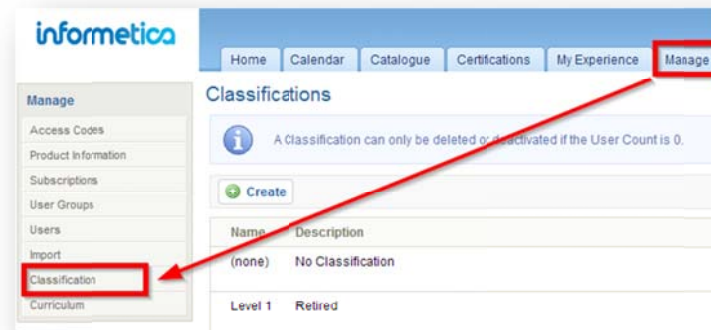 informetica
Home Calendar Catalogue Certifications My Experience Manage
Manage
Access Codes
Product Information
Subscriptions
User Groups
Users
Import
Classification
Curriculum
Classifications
A Classification can only be deleted or deactivated if the User Count is 0.
Create
Name Description
(none) No Classification
Level 1 Retired